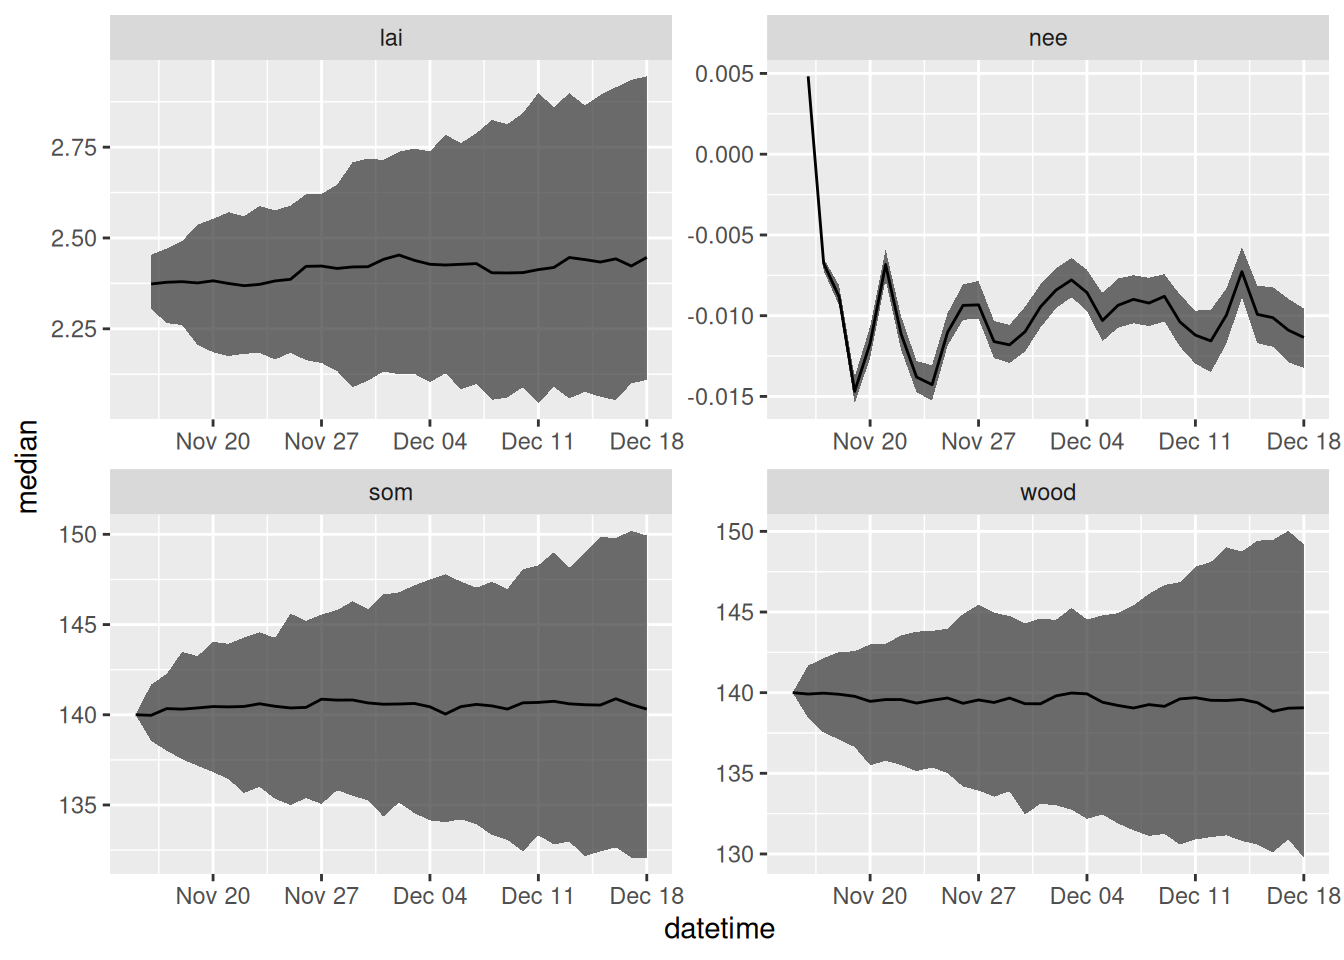 lai
nee
2.75
2.50
2.25
0.005
0.000
-0.005
-0.010
-0.015
Nov 20 Nov 27 Dec 04 Dec 11 Dec 18
Nov 20 Nov 27 Dec 04 Dec 11 Dec 18
median
som
wood
150
145
140
135
150
145
140
135
130
Nov 20 Nov 27 Dec 04 Dec 11 Dec 18
Nov 20 Nov 27 Dec 04 Dec 11 Dec 18
datetime